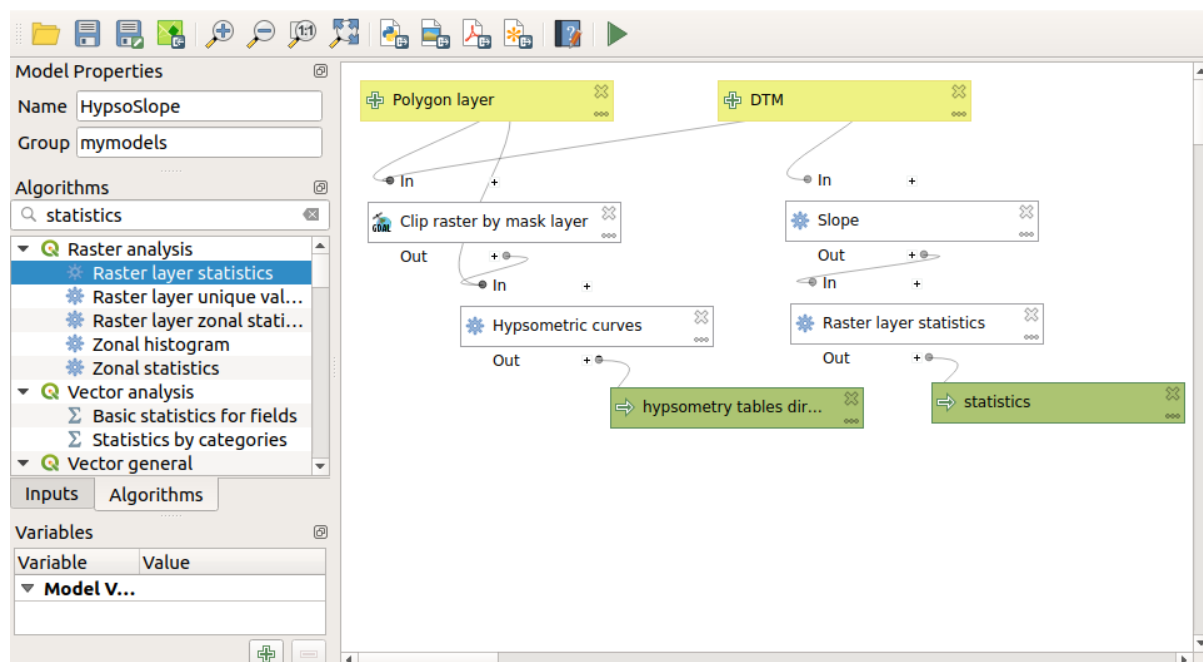 1:1
Model Properties
Name HypsoSlope
Group mymodels
Algorithms
statistics
Raster analysis
Raster layer statistics
Raster layer unique val...
Raster layer zonal stati...
Zonal histogram
Zonal statistics
Vector analysis
Basic statistics for fields
Statistics by categories
Vector general
Inputs Algorithms
Variables
Variable Value
Model V...
Polygon layer
DTM
In
In
GDAL Clip raster by mask layer
Slope
Out
Out
In
In
Hypsometric curves
Raster layer statistics
Out
Out
hypsometry tables dir...
statistics